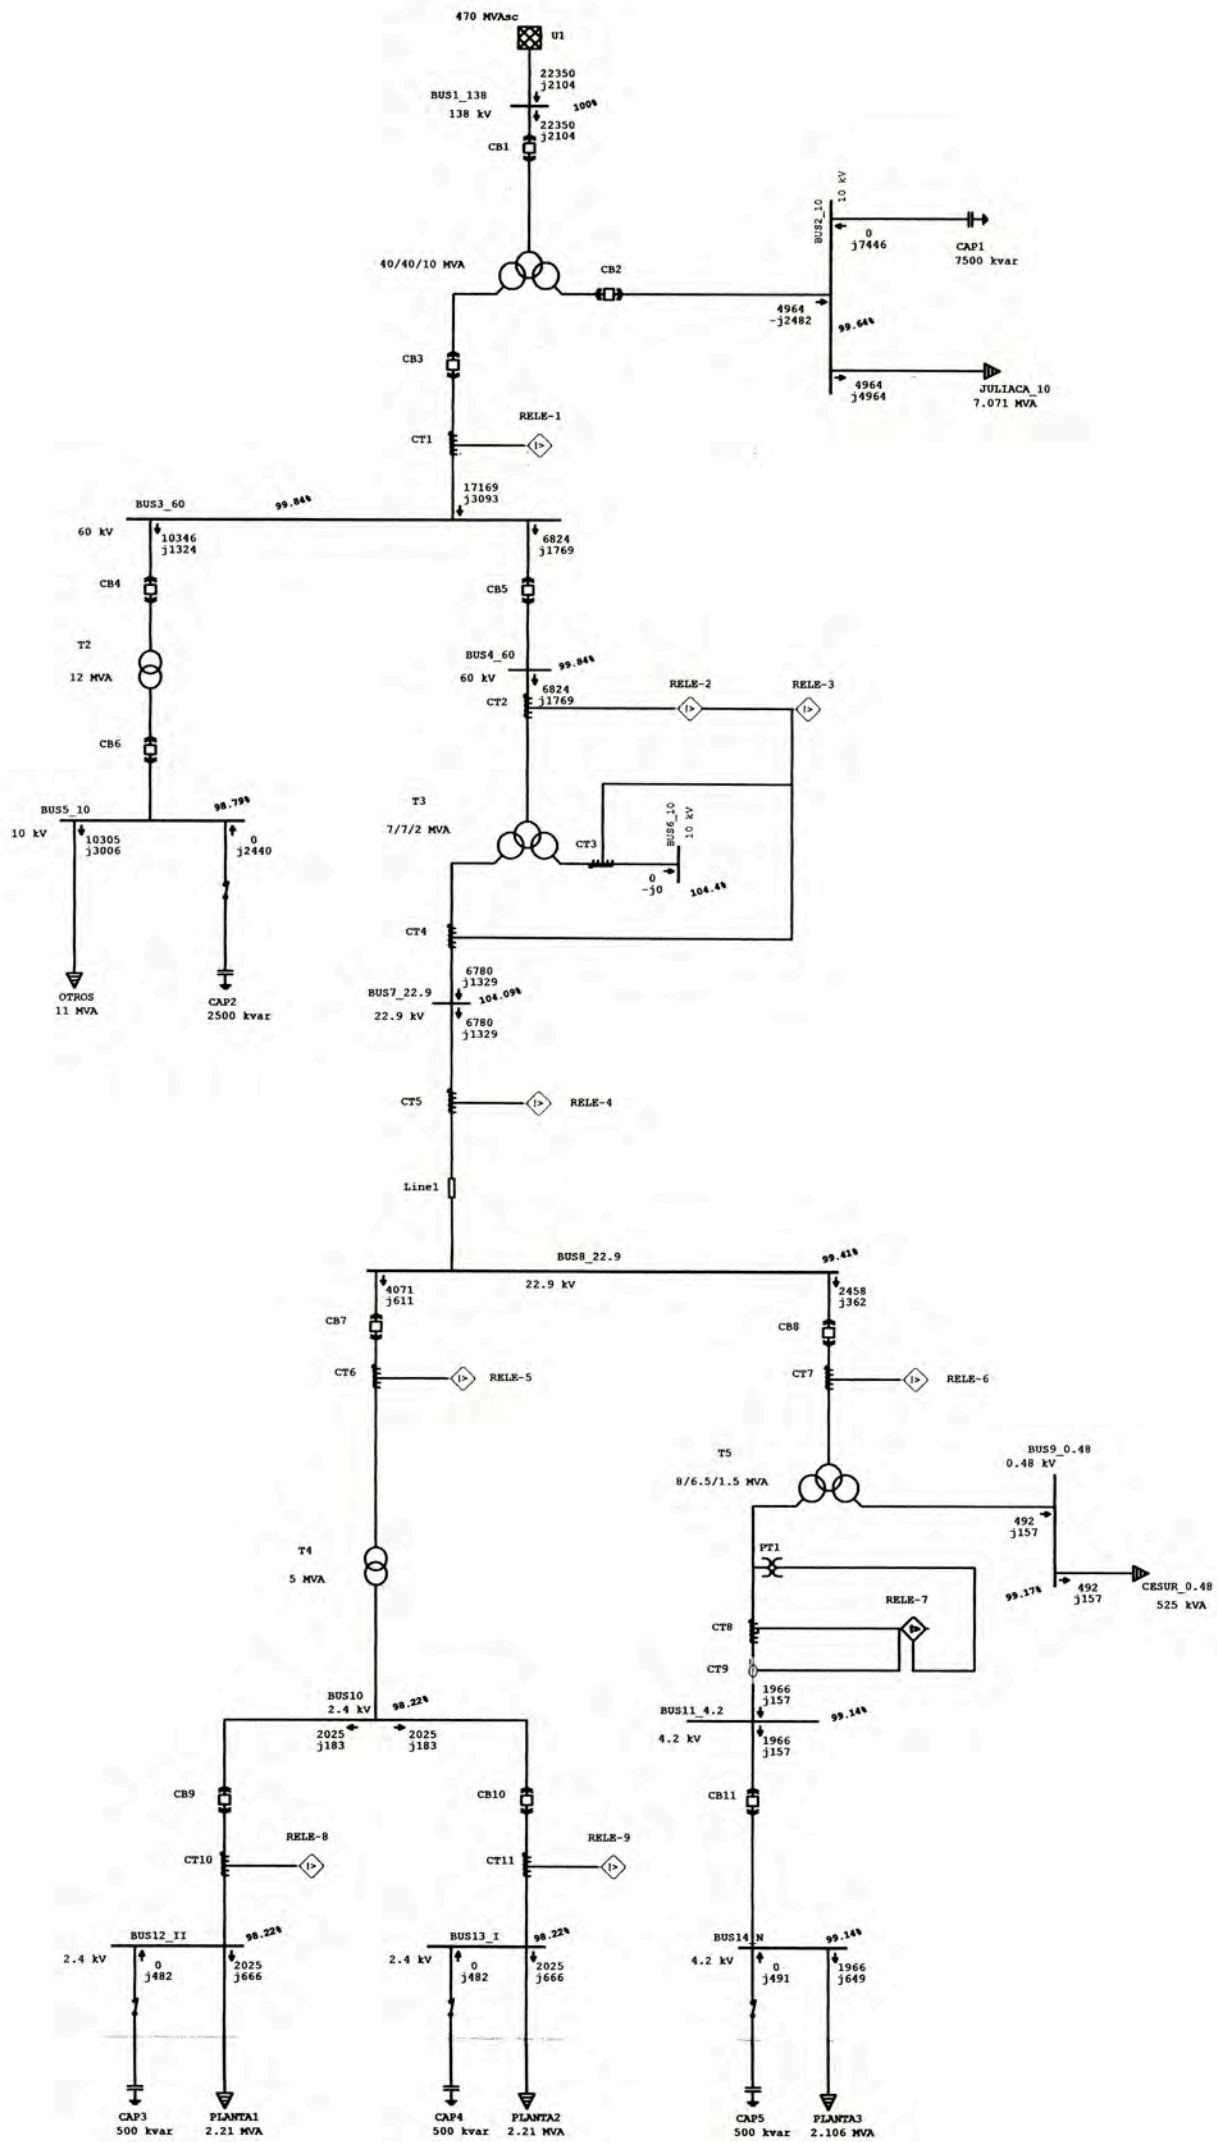 470 MVAsc
U1
22350
j2104
BUS1_138
100%
138 kV
22350
j2104
CB1
BUS2_10
10 kV
0
j7446
CAP1
7500 kvar
40/40/10 MVA
CB2
4964
-j2482
99.64%
CB3
4964
j4964
JULIACA_10
7.071 MVA
RELE-1
CT1
I>
17169
j3093
BUS3_60
99.84%
60 kV
10346
j1324
6824
j1769
CB4
CB5
T2
12 MVA
BUS4_60
99.84%
60 kV
6824
j1769
RELE-2
RELE-3
CT2
I>
I>
CB6
BUS5_10
98.79%
10 kV
10305
j3006
0
j2440
T3
7/7/2 MVA
CT3
BUS6_10
10 kV
0
-j0
104.4%
CT4
OTROS
11 MVA
CAP2
2500 kvar
6780
j1329
BUS7_22.9
104.09%
22.9 kV
6780
j1329
CT5
I>
RELE-4
Line1
BUS8_22.9
99.41%
22.9 kV
4071
j611
2458
j362
CB7
CB8
CT6
I>
RELE-5
CT7
I>
RELE-6
T5
8/6.5/1.5 MVA
BUS9_0.48
0.48 kV
492
j157
T4
5 MVA
PT1
99.17%
492
j157
CESUR_0.48
525 kVA
RELE-7
CT8
CT9
1966
j157
BUS10
2.4 kV
98.22%
2025
j183
2025
j183
BUS11_4.2
99.14%
4.2 kV
1966
j157
CB9
CB10
CB11
RELE-8
RELE-9
CT10
I>
CT11
I>
BUS12_II
98.22%
2.4 kV
0
j482
2025
j666
BUS13_I
98.22%
2.4 kV
0
j482
2025
j666
BUS14_N
99.14%
4.2 kV
0
j491
1966
j649
CAP3
500 kvar
PLANTA1
2.21 MVA
CAP4
500 kvar
PLANTA2
2.21 MVA
CAP5
500 kvar
PLANTA3
2.106 MVA